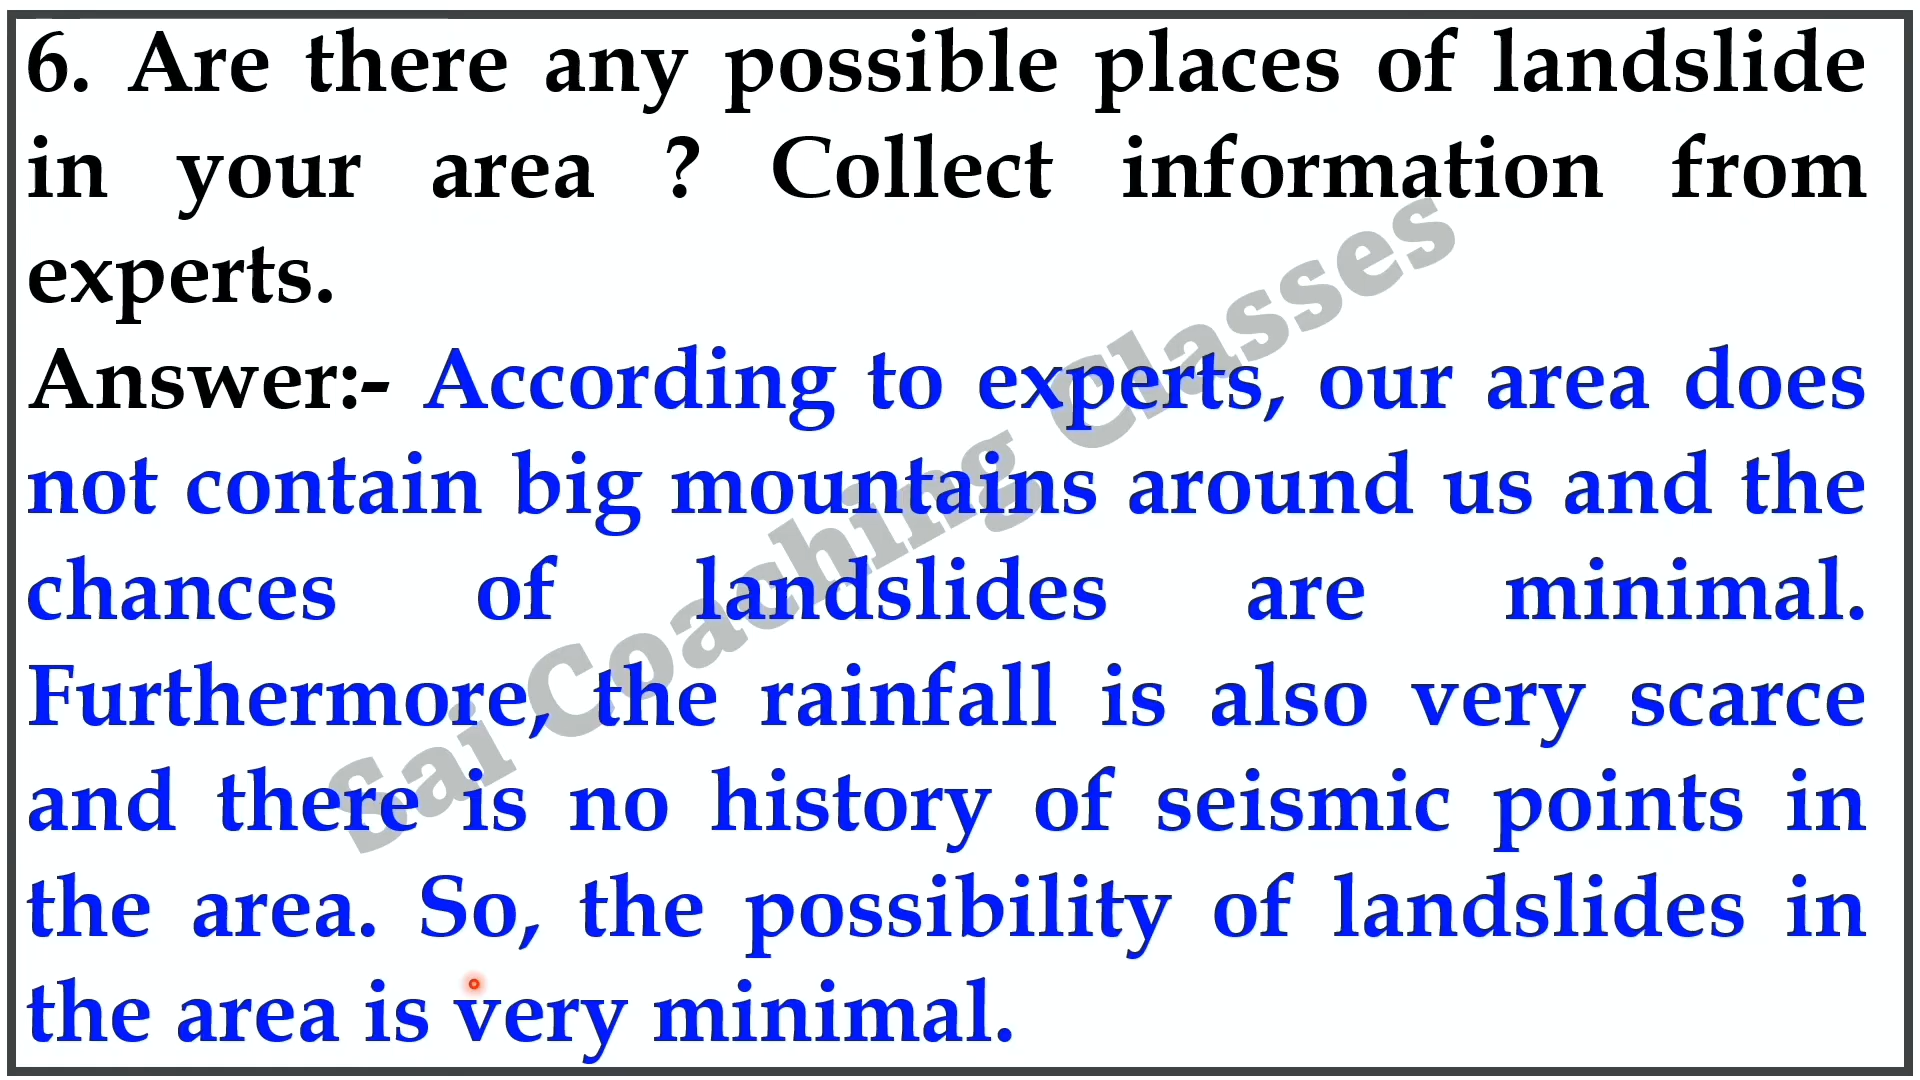 6. Are there any possible places of landslide
in your area ? Collect information from
experts.
Answer:- According to experts, our area does
not contain big mountains around us and the
chances of landslides are minimal.
Furthermore, the rainfall is also very scarce
and there is no history of seismic points in
the area. So, the possibility of landslides in
the area is very minimal.
Sai Coaching Classes